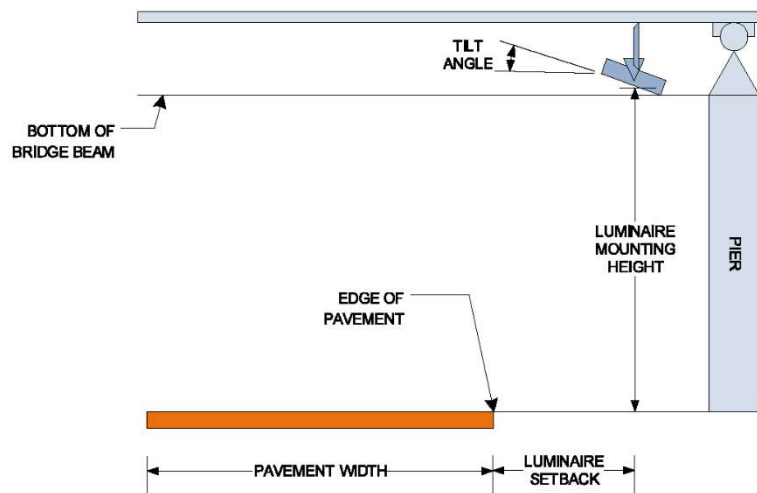 TILT
ANGLE
BOTTOM OF
BRIDGE BEAM
LUMINAIRE
MOUNTING
HEIGHT
PIER
EDGE OF
PAVEMENT
PAVEMENT WIDTH
LUMINAIRE
SETBACK